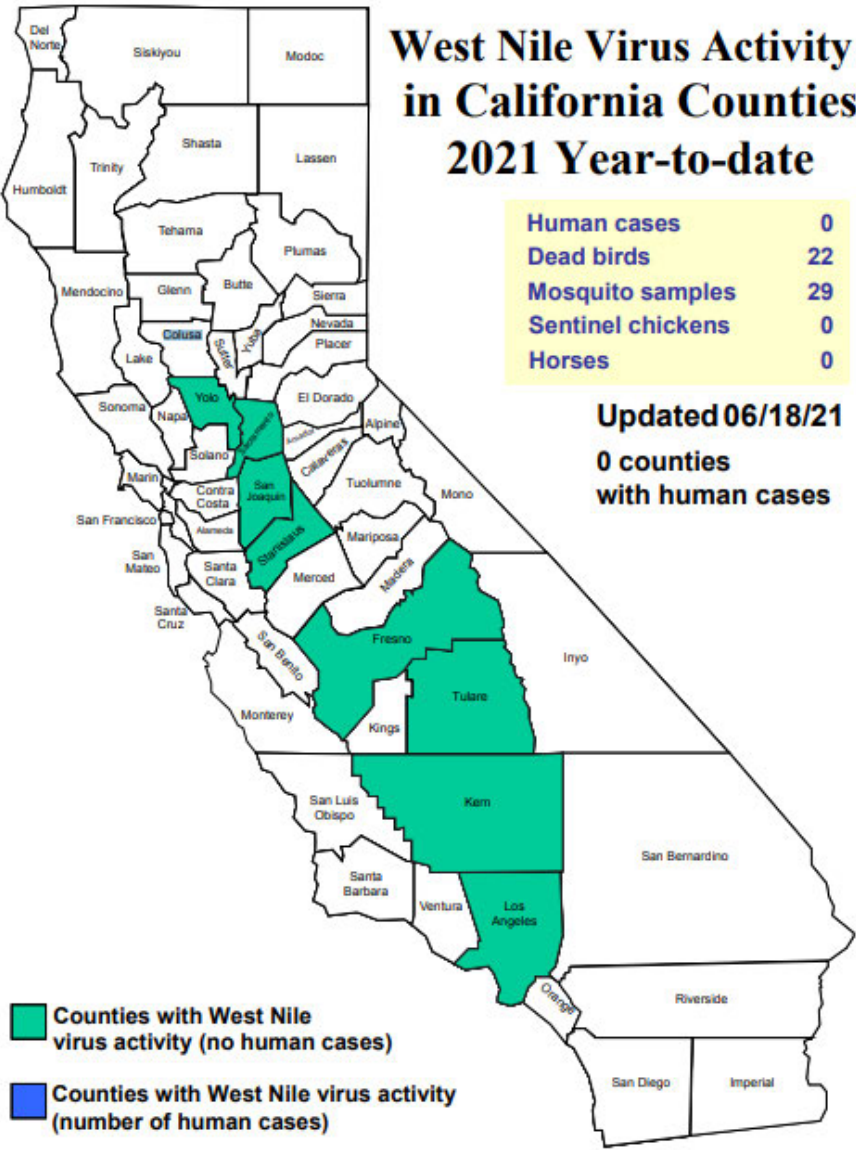 West Nile Virus Activity
in California Counties
2021 Year-to-date
Human cases 0
Dead birds 22
Mosquito samples 29
Sentinel chickens 0
Horses 0
Updated 06/18/21
0 counties
with human cases
Del
Norte
Siskiyou
Modoc
Humboldt
Trinity
Shasta
Lassen
Tehama
Plumas
Mendocino
Glenn
Butte
Sierra
Colusa
Sutter
Yuba
Nevada
Placer
Lake
Sonoma
Napa
Yolo
Sacramento
El Dorado
Amador
Alpine
Solano
Calaveras
Marin
Contra
Costa
San
Joaquin
Tuolumne
Mono
San Francisco
Alameda
Stanislaus
Mariposa
San
Mateo
Santa
Clara
Merced
Madera
Santa
Cruz
San Benito
Fresno
Inyo
Monterey
Kings
Tulare
San Luis
Obispo
Kern
San Bernardino
Santa
Barbara
Ventura
Los
Angeles
Orange
Riverside
San Diego
Imperial
Counties with West Nile
virus activity (no human cases)
Counties with West Nile virus activity
(number of human cases)